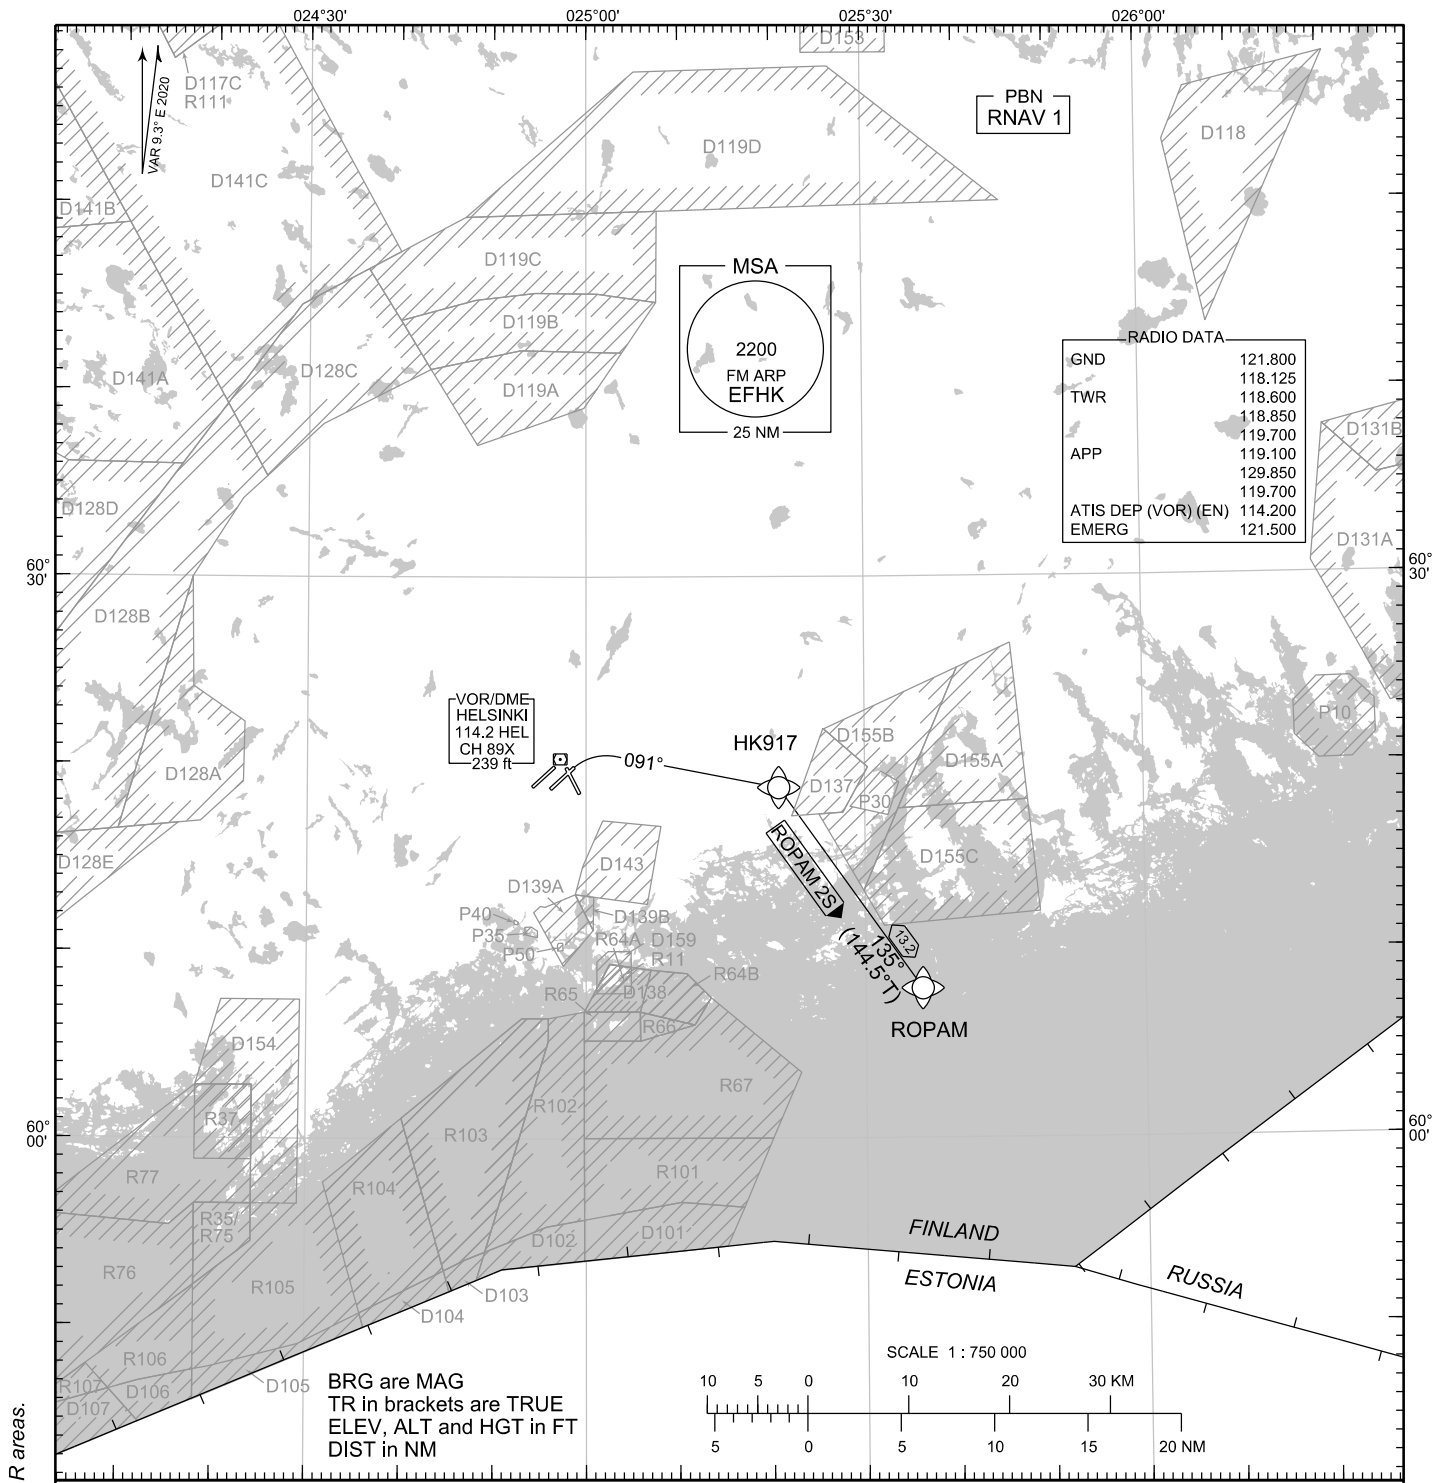 024°30'
025°00'
025°30'
026°00'
D153
D117C
R111
VAR 9.3° E 2020
PBN
RNAV 1
D118
D119D
D141C
D141B
D119C
MSA
2200
FM ARP
EFHK
25 NM
D119B
D119A
D128C
D141A
RADIO DATA
GND 121.800
118.125
TWR 118.600
118.850
119.700
APP 119.100
129.850
119.700
ATIS DEP (VOR) (EN) 114.200
EMERG 121.500
D131B
D131A
D128D
60°
30'
60°
30'
D128B
VOR/DME
HELSINKI
114.2 HEL
CH 89X
239 ft
091°
HK917
D155B
D155A
D137
P30
P10
D128A
D128E
D143
D155C
ROPAM 2S
D139A
P40
P35
P50
D139B
R64A
D159
R11
R64B
D138
R65
R66
13.2
135°
(144.5°T)
ROPAM
D154
R37
R67
R102
R103
60°
00'
60°
00'
R77
R104
R101
R35/
R75
D102
D101
FINLAND
ESTONIA
RUSSIA
R76
R105
D103
D104
R106
D105
R107
D106
D107
SCALE 1 : 750 000
10 5 0 10 20 30 KM
5 0 5 10 15 20 NM
BRG are MAG
TR in brackets are TRUE
ELEV, ALT and HGT in FT
DIST in NM
R areas.